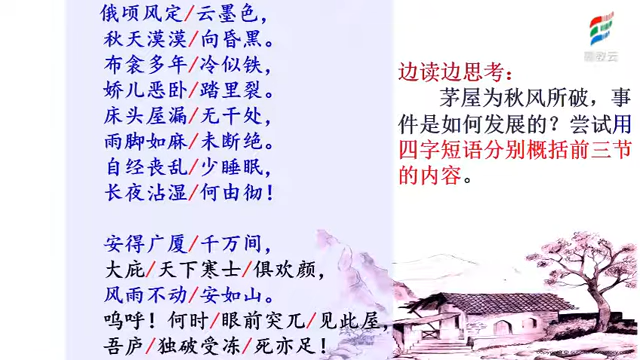 俄顷风定/云墨色，
秋天漠漠/向昏黑。
布衾多年/冷似铁，
娇儿恶卧/踏里裂。
床头屋漏/无干处，
雨脚如麻/未断绝。
自经丧乱/少睡眠，
长夜沾湿/何由彻！
安得广厦/千万间，
大庇/天下寒士/俱欢颜，
风雨不动/安如山。
呜呼！何时/眼前突兀/见此屋，
吾庐/独破受冻/死亦足！
边读边思考：
茅屋为秋风所破，事
件是如何发展的？尝试用
四字短语分别概括前三节
的内容。